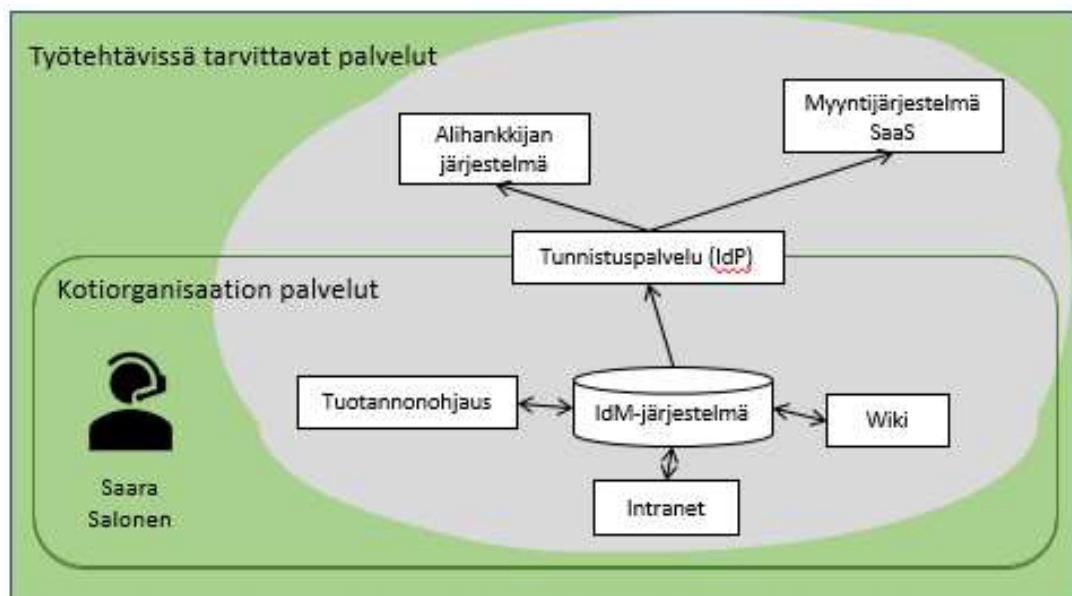 Työtehtävissä tarvittavat palvelut
Myyntijärjestelmä
SaaS
Alihankkijan
järjestelmä
Tunnistuspalvelu (IdP)
Kotiorganisaation palvelut
Tuotannonohjaus
IdM-järjestelmä
Wiki
Intranet
Saara
Salonen